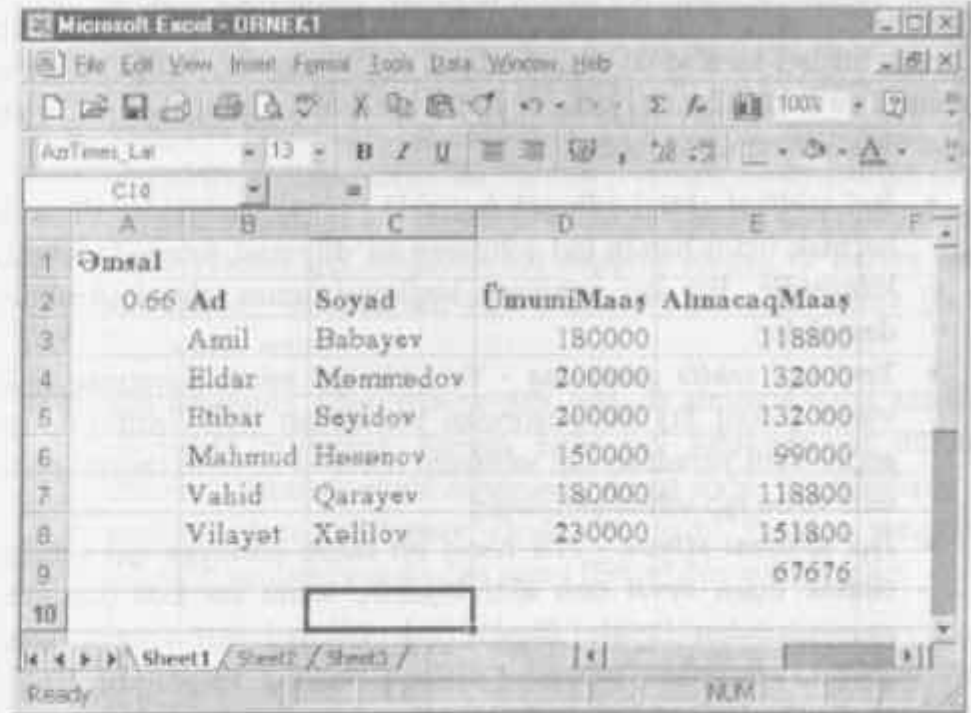 Microsoft Excel - ORNEK1
File Edit View Insert Format Tools Data Window Help
100%
AzTimes_Lat 13 B I U
C10 =
A B C D E F
1 Əmsal
2 0.66 Ad Soyad ÜmumiMaaş AlınacaqMaaş
3 Amil Babayev 180000 118800
4 Eldar Məmmədov 200000 132000
5 Etibar Seyidov 200000 132000
6 Mahmud Həsənov 150000 99000
7 Vahid Qarayev 180000 118800
8 Vilayət Xəlilov 230000 151800
9 67676
10
Sheet1 Sheet2 Sheet3
Ready NUM